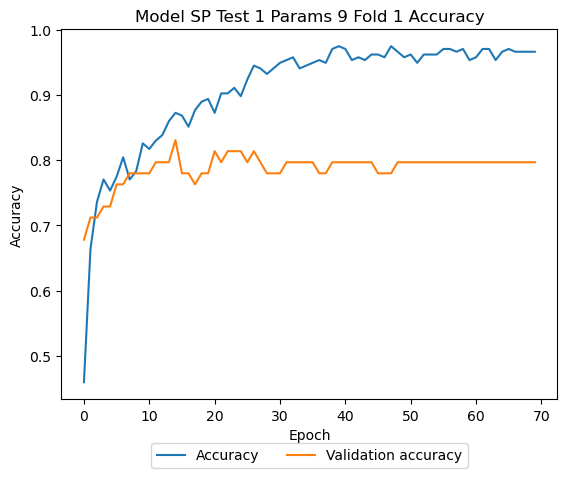 Model SP Test 1 Params 9 Fold 1 Accuracy
1.0
0.9
0.8
0.7
0.6
0.5
Accuracy
0 10 20 30 40 50 60 70
Epoch
Accuracy Validation accuracy